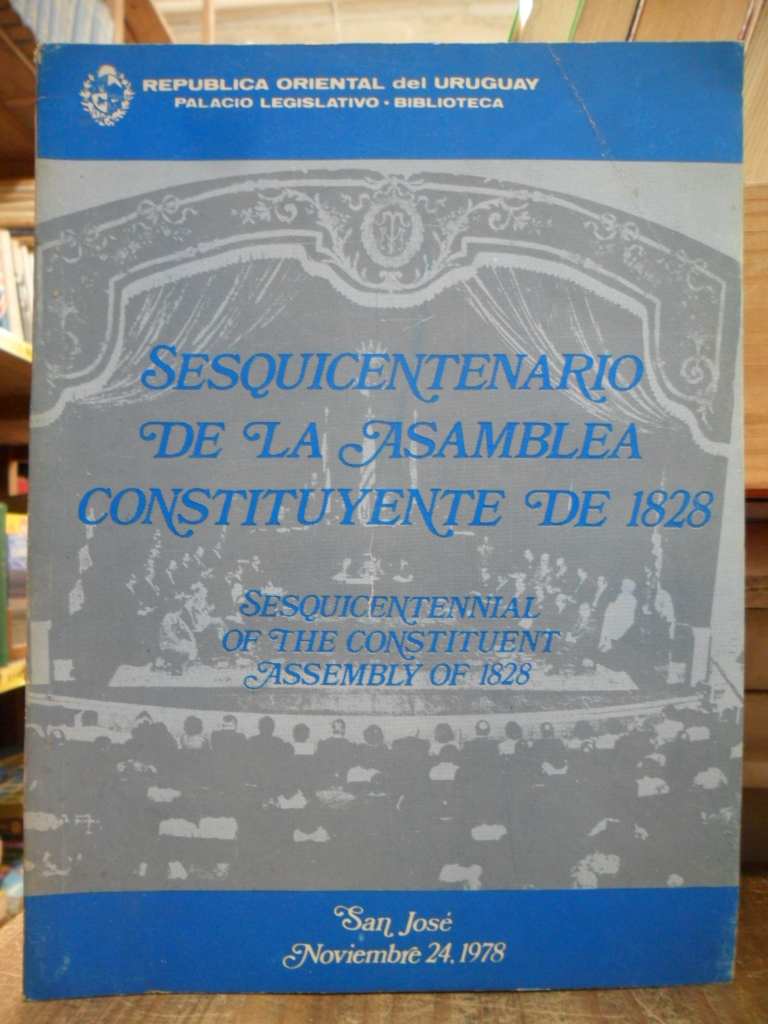 REPUBLICA ORIENTAL del URUGUAY
PALACIO LEGISLATIVO • BIBLIOTECA
SESQUICENTENARIO
DE LA ASAMBLEA
CONSTITUYENTE DE 1828
SESQUICENTENNIAL
OF THE CONSTITUENT
ASSEMBLY OF 1828
San José
Noviembre 24, 1978